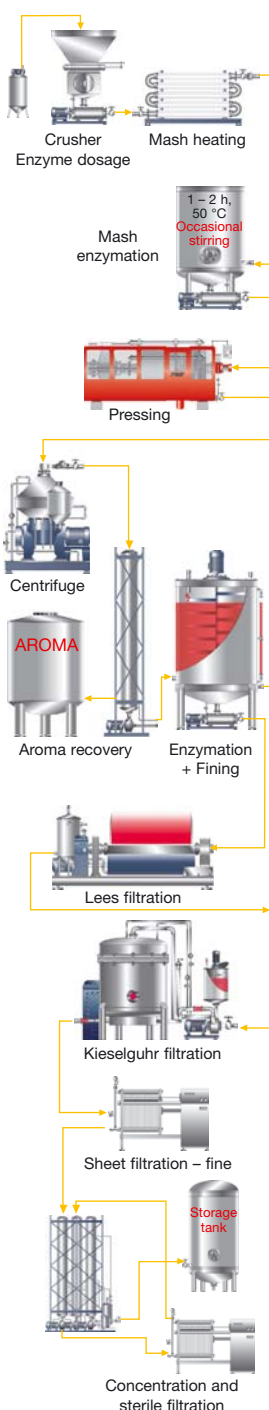 Crusher
Enzyme dosage
Mash heating
1 – 2 h,
50 °C
Occasional
stirring
Mash
enzymation
Pressing
Centrifuge
AROMA
Aroma recovery
Enzymation
+ Fining
Lees filtration
Kieselguhr filtration
Sheet filtration – fine
Storage
tank
Concentration and
sterile filtration